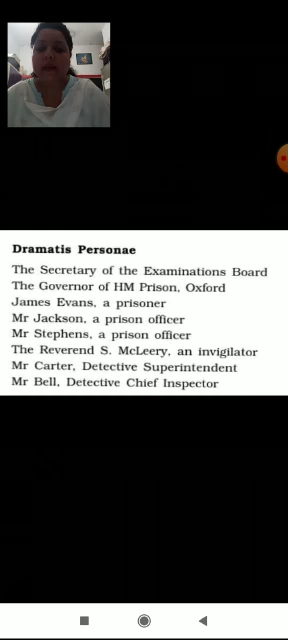 Dramatis Personae
The Secretary of the Examinations Board
The Governor of HM Prison, Oxford
James Evans, a prisoner
Mr Jackson, a prison officer
Mr Stephens, a prison officer
The Reverend S. McLeery, an invigilator
Mr Carter, Detective Superintendent
Mr Bell, Detective Chief Inspector